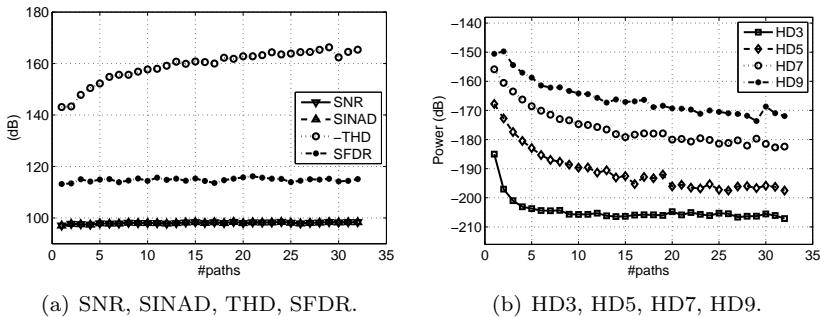 180
160
140
120
100
(dB)
0
5
10
15
20
25
30
35
#paths
SNR
SINAD
−THD
SFDR
(a) SNR, SINAD, THD, SFDR.
−140
−150
−160
−170
−180
−190
−200
−210
Power (dB)
0
5
10
15
20
25
30
35
#paths
HD3
HD5
HD7
HD9
(b) HD3, HD5, HD7, HD9.